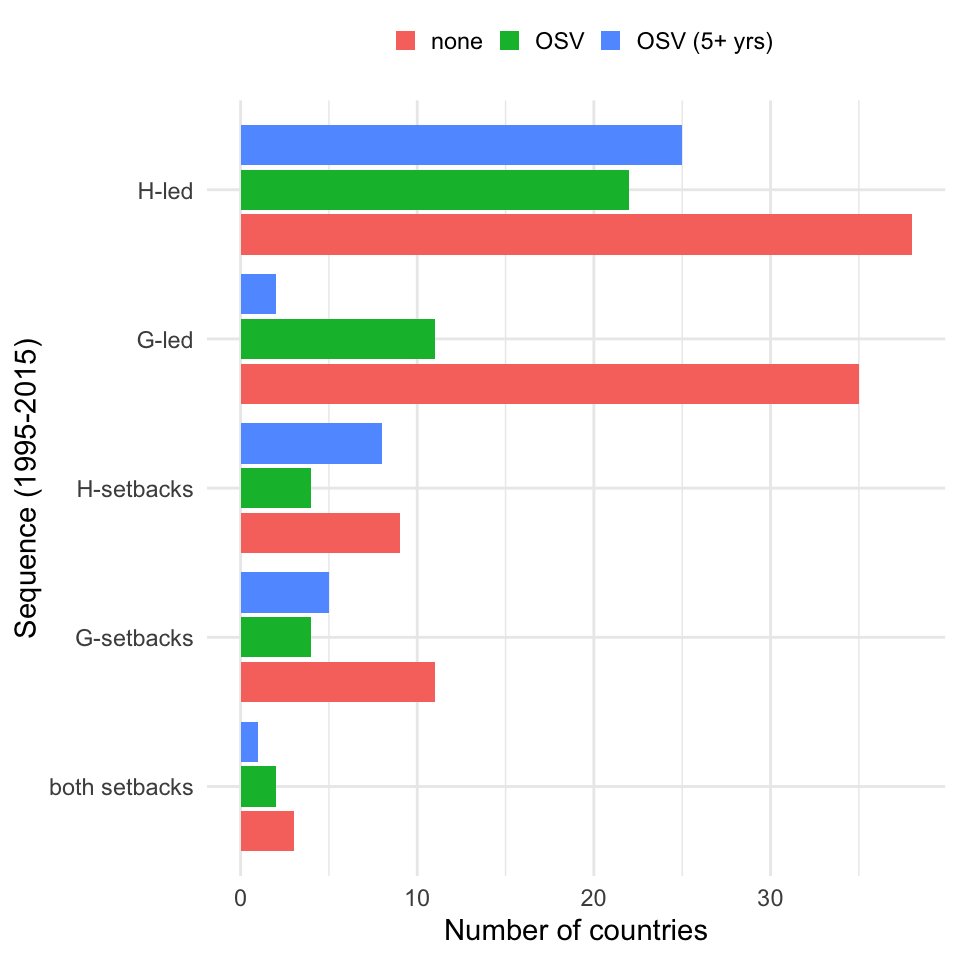 none OSV OSV (5+ yrs)
H-led
G-led
H-setbacks
G-setbacks
both setbacks
Sequence (1995-2015)
0 10 20 30
Number of countries